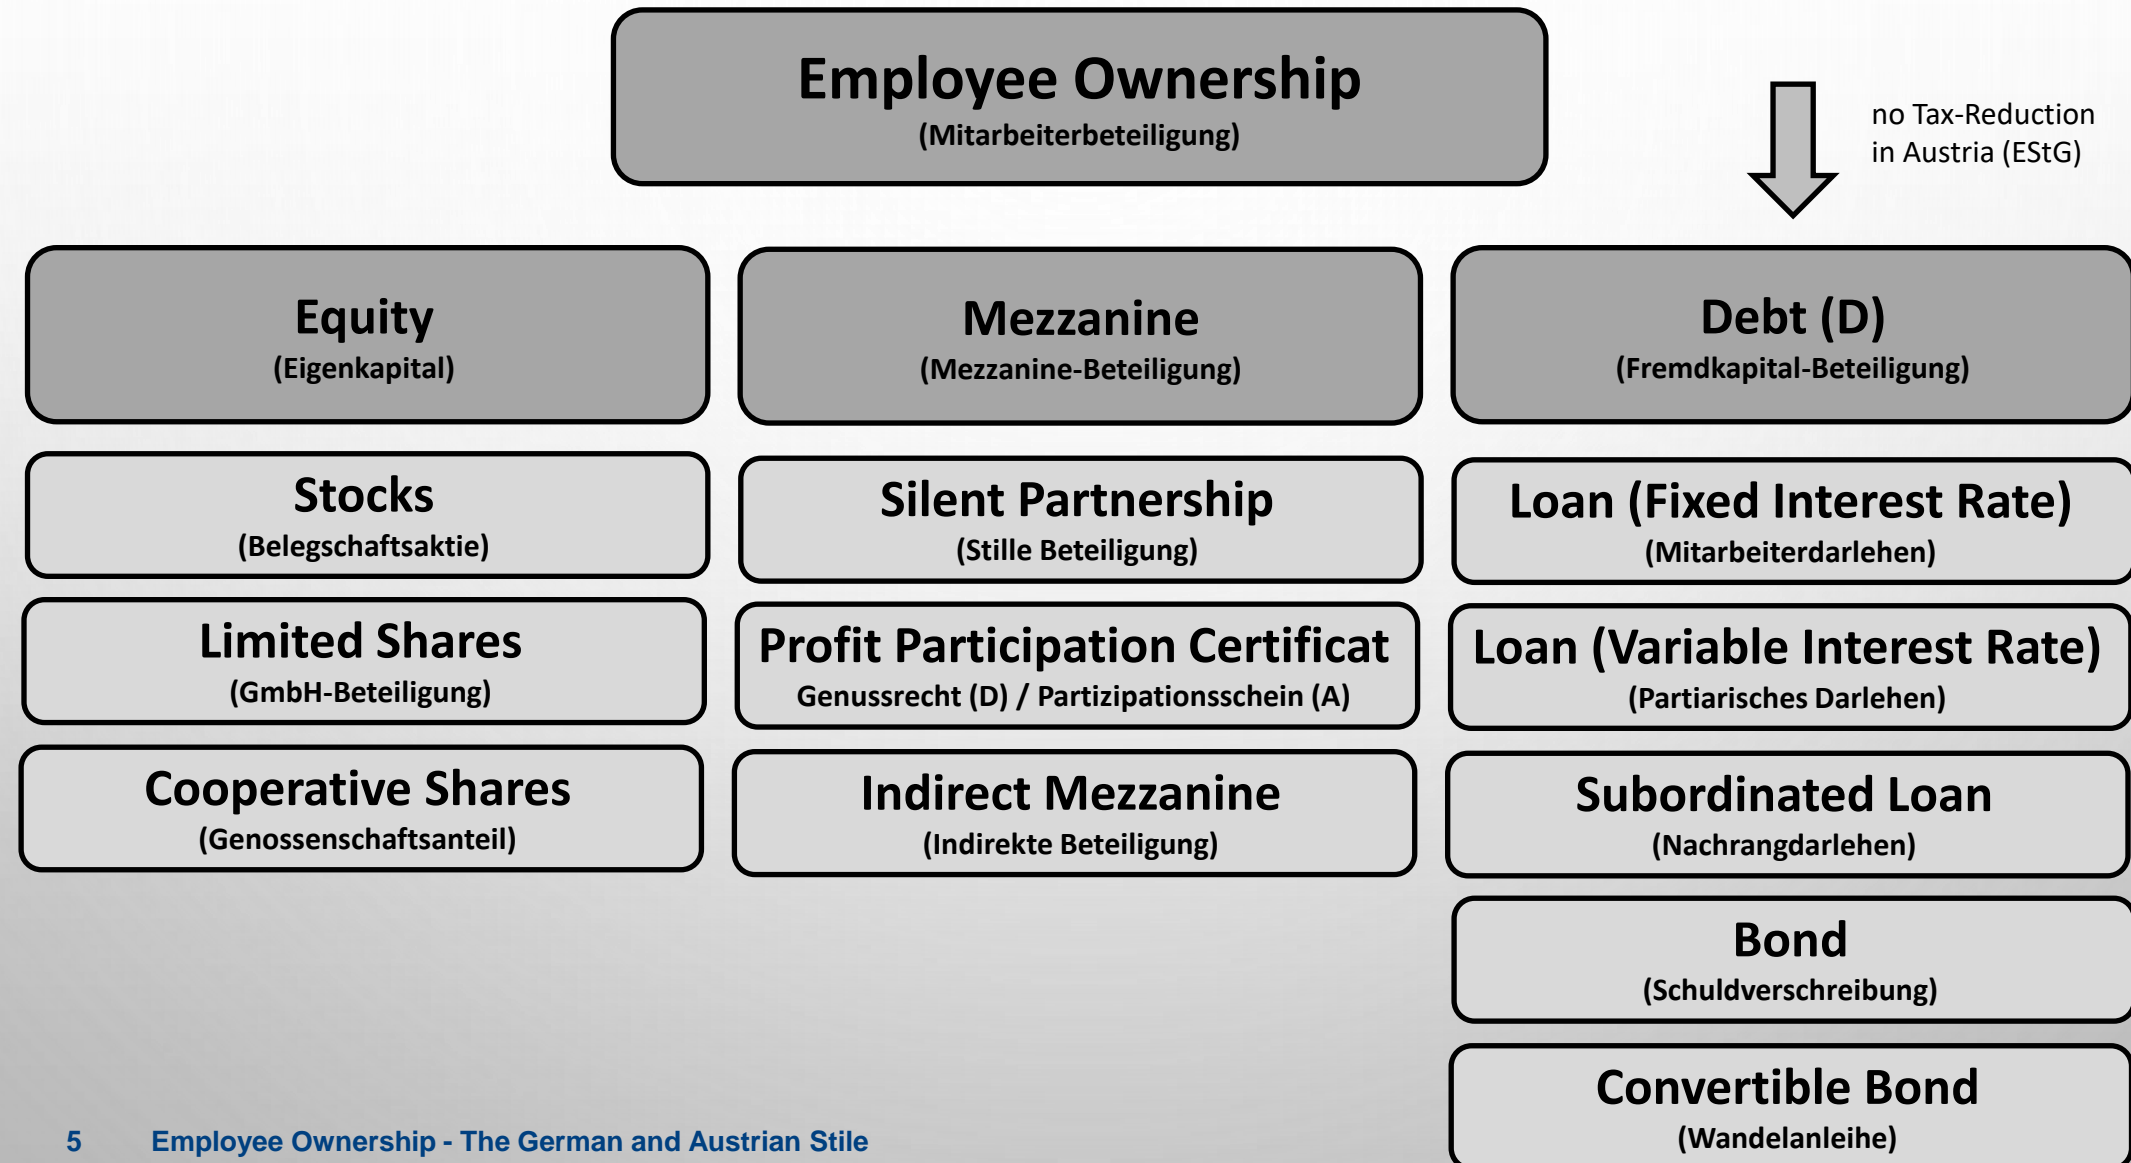 Employee Ownership
(Mitarbeiterbeteiligung)
no Tax-Reduction
in Austria (EStG)
Equity
(Eigenkapital)
Stocks
(Belegschaftsaktie)
Limited Shares
(GmbH-Beteiligung)
Cooperative Shares
(Genossenschaftsanteil)
Mezzanine
(Mezzanine-Beteiligung)
Silent Partnership
(Stille Beteiligung)
Profit Participation Certificat
Genussrecht (D) / Partizipationsschein (A)
Indirect Mezzanine
(Indirekte Beteiligung)
Debt (D)
(Fremdkapital-Beteiligung)
Loan (Fixed Interest Rate)
(Mitarbeiterdarlehen)
Loan (Variable Interest Rate)
(Partiarisches Darlehen)
Subordinated Loan
(Nachrangdarlehen)
Bond
(Schuldverschreibung)
Convertible Bond
(Wandelanleihe)
5 Employee Ownership - The German and Austrian Stile